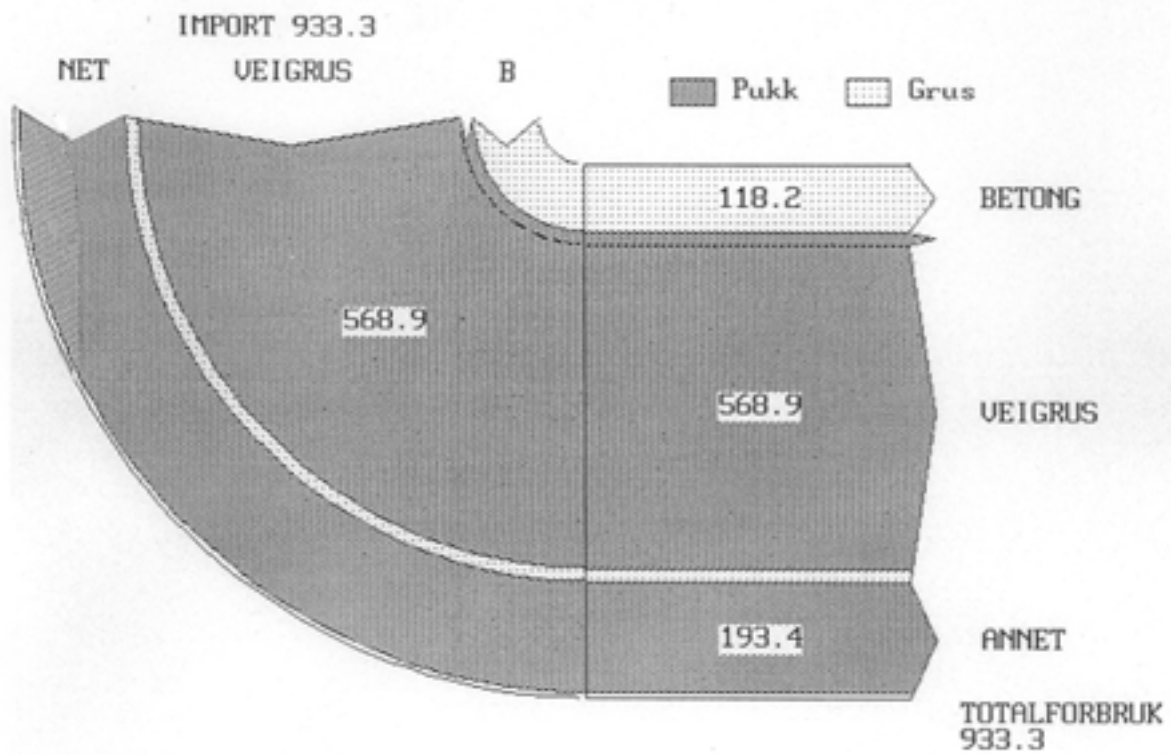 IMPORT 933.3
NET VEIGRUS B
Pukk Grus
118.2 BETONG
568.9
568.9 VEIGRUS
193.4 ANNET
TOTALFORBRUK
933.3